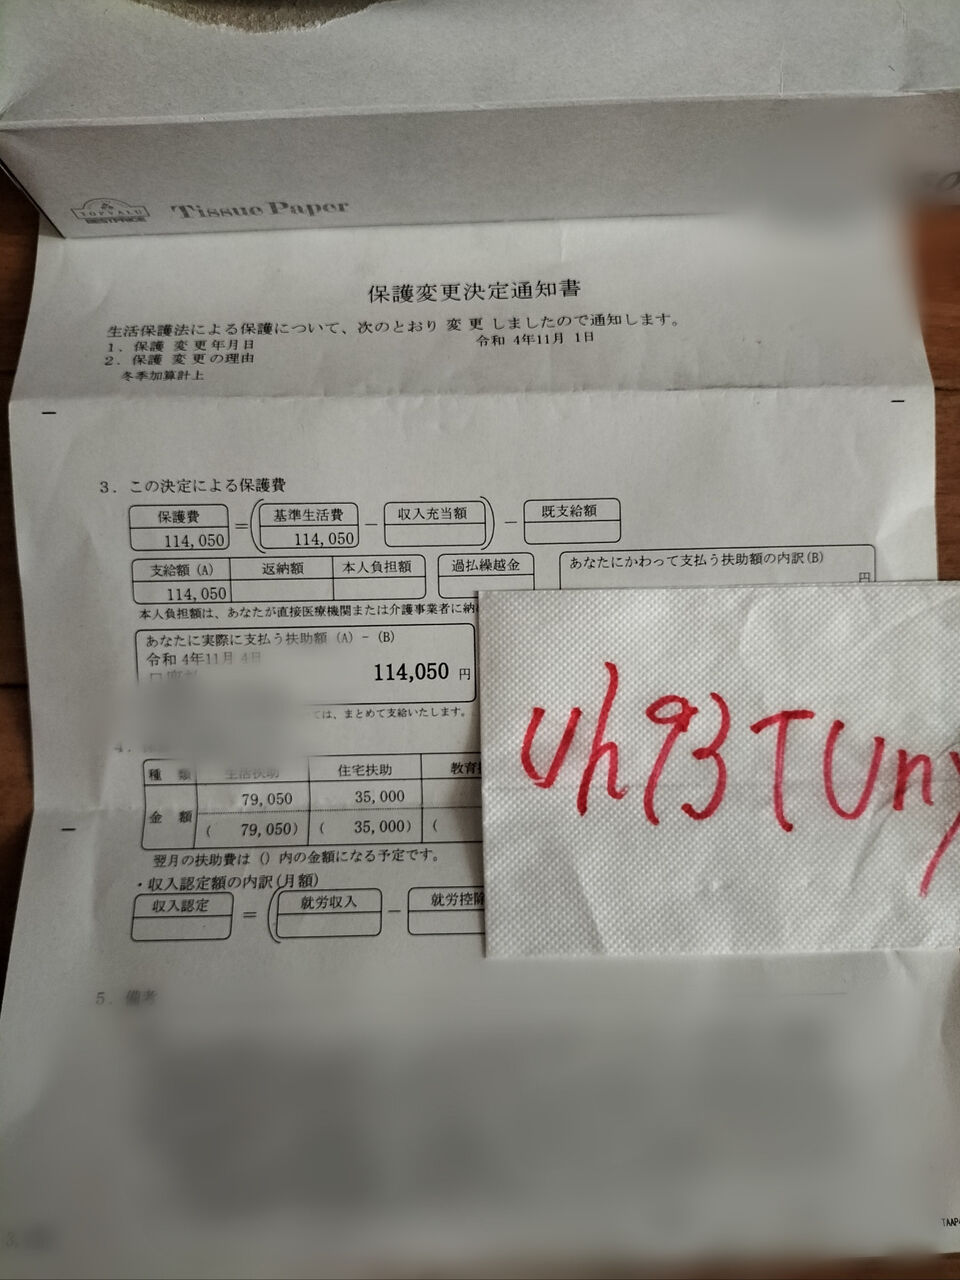 TOPVALU
BESTPRICE
Tissue Paper
保護変更決定通知書
生活保護法による保護について、次のとおり 変 更 しましたので通知します。
1. 保護 変 更 年月日 令和 4年11月 1日
2. 保護 変 更 の理由
冬季加算計上
3. この決定による保護費
保護費 = ( 基準生活費 - 収入充当額 ) - 既支給額
114,050 114,050
支給額 (A) 返納額 本人負担額 過払繰越金 あなたにかわって支払う扶助額の内訳(B)
114,050 円
本人負担額は、あなたが直接医療機関または介護事業者に納
あなたに実際に支払う扶助額 (A) - (B)
令和 4年11月 4日
114,050 円
ては、まとめて支給いたします。
4.
種 類 生活扶助 住宅扶助 教育
金 額 79,050 35,000
( 79,050) ( 35,000) (
翌月の扶助費は () 内の金額になる予定です。
・収入認定額の内訳(月額)
収入認定 = ( 就労収入 - 就労控除
5. 備考
Uh93TUny
TAAP